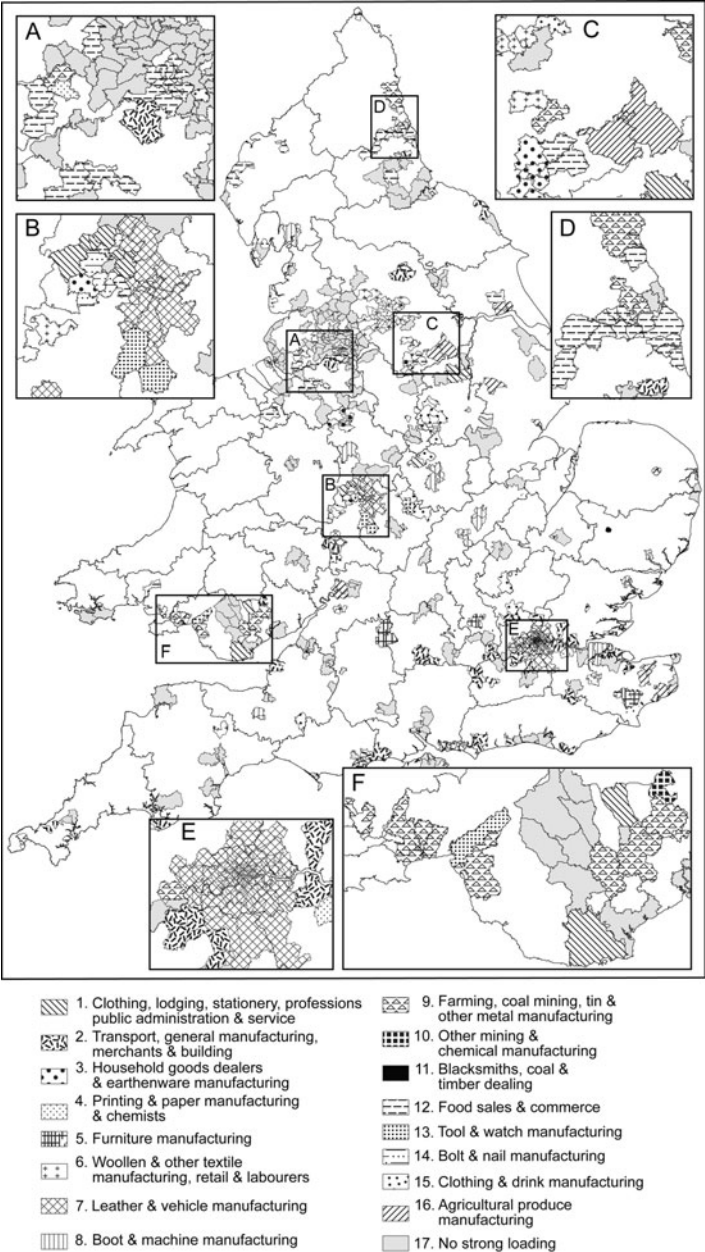 A
C
D
B
D
A
C
B
F
E
F
E
1. Clothing, lodging, stationery, professions
public administration & service
2. Transport, general manufacturing,
merchants & building
3. Household goods dealers
& earthenware manufacturing
4. Printing & paper manufacturing
& chemists
5. Furniture manufacturing
6. Woollen & other textile
manufacturing, retail & labourers
7. Leather & vehicle manufacturing
8. Boot & machine manufacturing
9. Farming, coal mining, tin &
other metal manufacturing
10. Other mining &
chemical manufacturing
11. Blacksmiths, coal &
timber dealing
12. Food sales & commerce
13. Tool & watch manufacturing
14. Bolt & nail manufacturing
15. Clothing & drink manufacturing
16. Agricultural produce
manufacturing
17. No strong loading